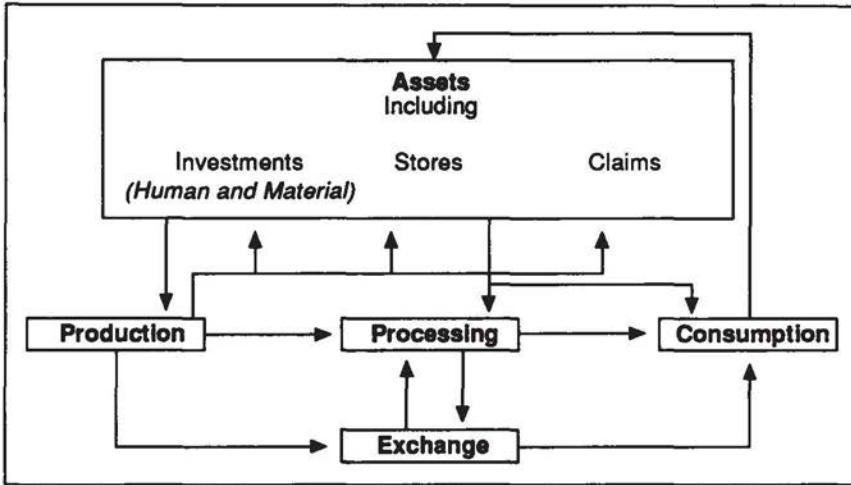 Assets
Including
Investments Stores Claims
(Human and Material)
Production Processing Consumption
Exchange